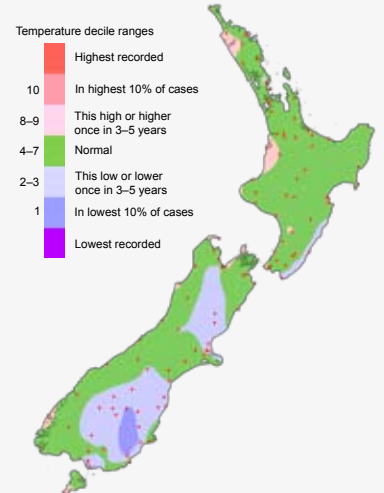 Temperature decile ranges
Highest recorded
10 In highest 10% of cases
8–9 This high or higher
once in 3–5 years
4–7 Normal
2–3 This low or lower
once in 3–5 years
1 In lowest 10% of cases
Lowest recorded